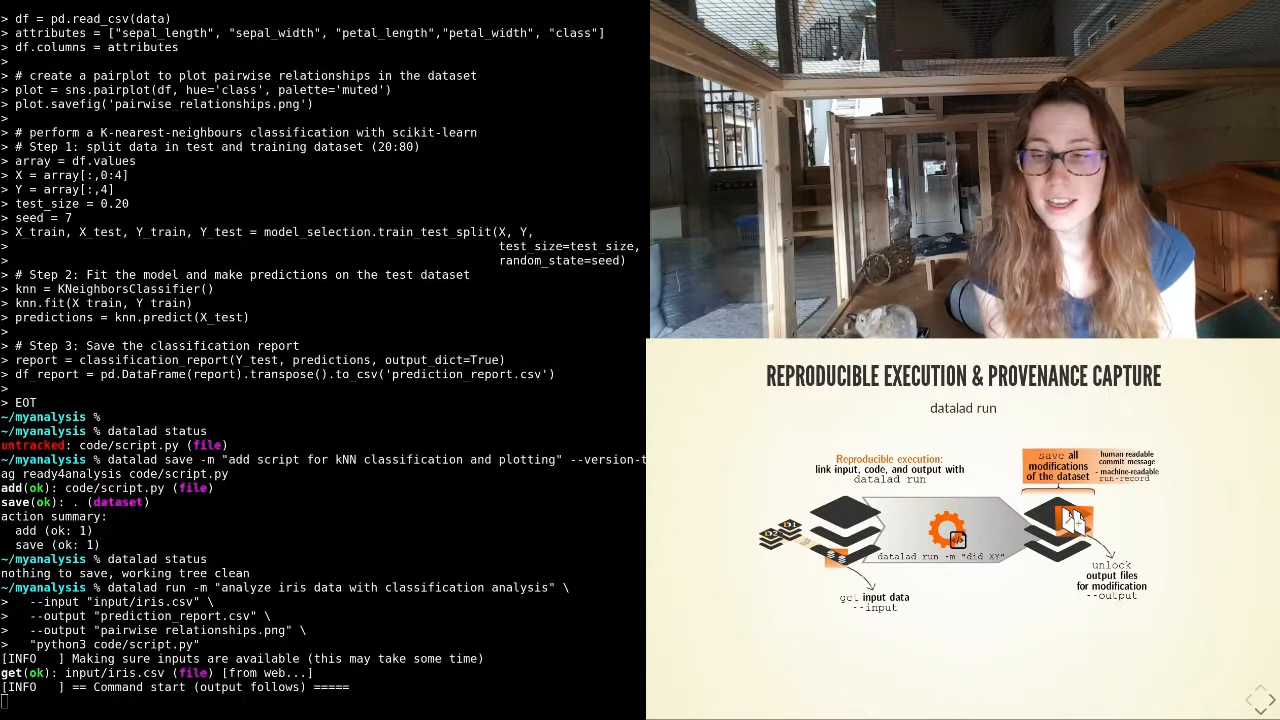 > df = pd.read_csv(data)
"sepal_width", "petal_length","petal_width", "class"]
>
> # create a pairplot to plot pairwise relationships in the dataset
> plot = sns.pairplot(df, hue='class', palette='muted')
> plot.savefig('pairwise_relationships.png')
>
> # perform a K-nearest-neighbours classification with scikit-learn
> # Step 1: split data in test and training dataset (20:80)
> array = df.values
> X = array[:,0:4]
> Y = array[:,4]
> test_size = 0.20
> seed = 7
> X_train, X_test, Y_train, Y_test = model_selection.train_test_split(X, Y,
> test_size=test_size,
> random_state=seed)
> # Step 2: Fit the model and make predictions on the test dataset
> knn = KNeighborsClassifier()
> knn.fit(X_train, Y_train)
> predictions = knn.predict(X_test)
>
> # Step 3: Save the classification report
> report = classification_report(Y_test, predictions, output_dict=True)
> df_report = pd.DataFrame(report).transpose().to_csv('prediction_report.csv')
>
> EOT
~/myanalysis %
~/myanalysis % datalad status
untracked: code/script.py (file)
~/myanalysis % datalad save -m "add script for kNN classification and plotting" --version-t
ag ready4analysis code/script.py
add(ok): code/script.py (file)
save(ok): . (dataset)
action summary:
add (ok: 1)
save (ok: 1)
~/myanalysis % datalad status
nothing to save, working tree clean
~/myanalysis % datalad run -m "analyze iris data with classification analysis" \
> --input "input/iris.csv" \
> --output "prediction_report.csv" \
> --output "pairwise_relationships.png" \
> "python3 code/script.py"
[INFO ] Making sure inputs are available (this may take some time)
get(ok): input/iris.csv (file) [from web...]
[INFO ] == Command start (output follows) =====
REPRODUCIBLE EXECUTION & PROVENANCE CAPTURE
datalad run
Reproducible execution:
link input, code, and output with
datalad run
save all
modifications
of the dataset
- human readable
commit message
- machine-readable
run-record
D1
D2
</>
datalad run -m "did XY"
get input data
--input
unlock
output files
for modification
--output